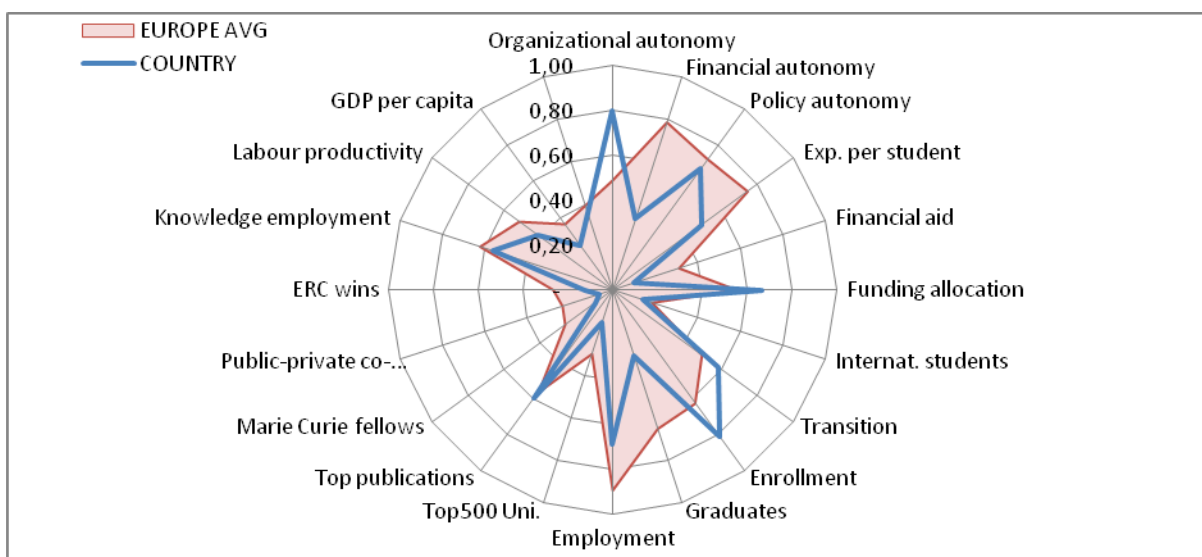 EUROPE AVG
COUNTRY
Organizational autonomy
Financial autonomy
Policy autonomy
Exp. per student
Financial aid
Funding allocation
Internat. students
Transition
Enrollment
Graduates
Employment
Top500 Uni.
Top publications
Marie Curie fellows
Public-private co-...
ERC wins
Knowledge employment
Labour productivity
GDP per capita
1,00
0,80
0,60
0,40
0,20
-